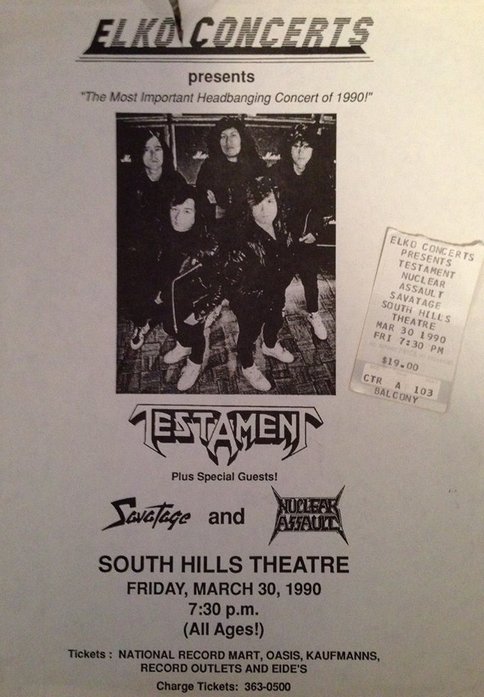 ELKO CONCERTS
presents
"The Most Important Headbanging Concert of 1990!"
TESTAMENT
Plus Special Guests!
Savatage and NUCLEAR ASSAULT
SOUTH HILLS THEATRE
FRIDAY, MARCH 30, 1990
7:30 p.m.
(All Ages!)
Tickets : NATIONAL RECORD MART, OASIS, KAUFMANNS,
RECORD OUTLETS AND EIDE'S
Charge Tickets: 363-0500
ELKO CONCERTS
PRESENTS
TESTAMENT
NUCLEAR
ASSAULT
SAVATAGE
SOUTH HILLS
THEATRE
MAR 30 1990
FRI 7:30 PM
$19.00
CTR A 103
BALCONY